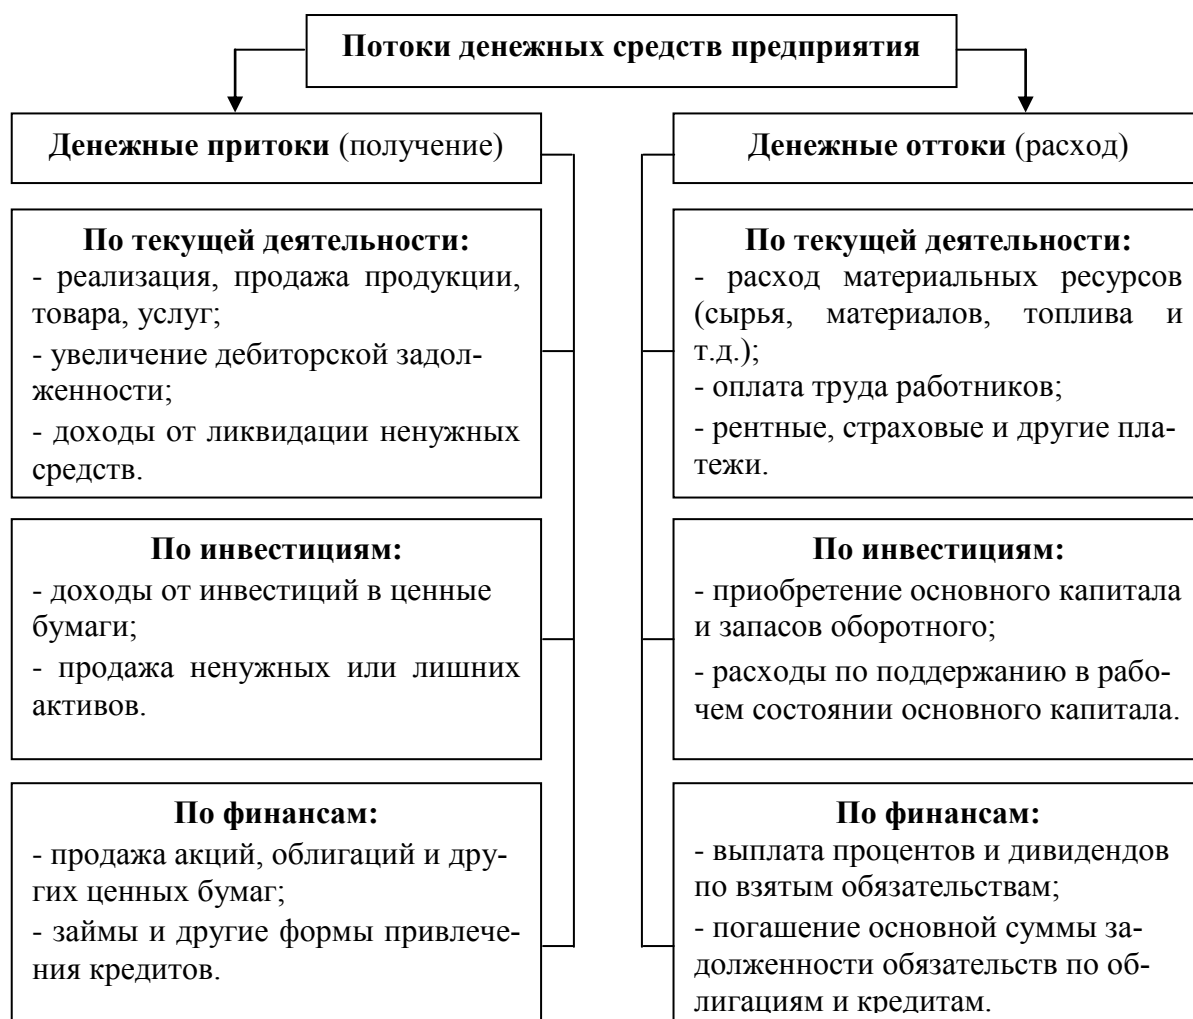 Потоки денежных средств предприятия
Денежные притоки (получение)
По текущей деятельности:
- реализация, продажа продукции,
товара, услуг;
- увеличение дебиторской задол-
женности;
- доходы от ликвидации ненужных
средств.
По инвестициям:
- доходы от инвестиций в ценные
бумаги;
- продажа ненужных или лишних
активов.
По финансам:
- продажа акций, облигаций и дру-
гих ценных бумаг;
- займы и другие формы привлече-
ния кредитов.
Денежные оттоки (расход)
По текущей деятельности:
- расход материальных ресурсов
(сырья, материалов, топлива и
т.д.);
- оплата труда работников;
- рентные, страховые и другие пла-
тежи.
По инвестициям:
- приобретение основного капитала
и запасов оборотного;
- расходы по поддержанию в рабо-
чем состоянии основного капитала.
По финансам:
- выплата процентов и дивидендов
по взятым обязательствам;
- погашение основной суммы за-
долженности обязательств по об-
лигациям и кредитам.